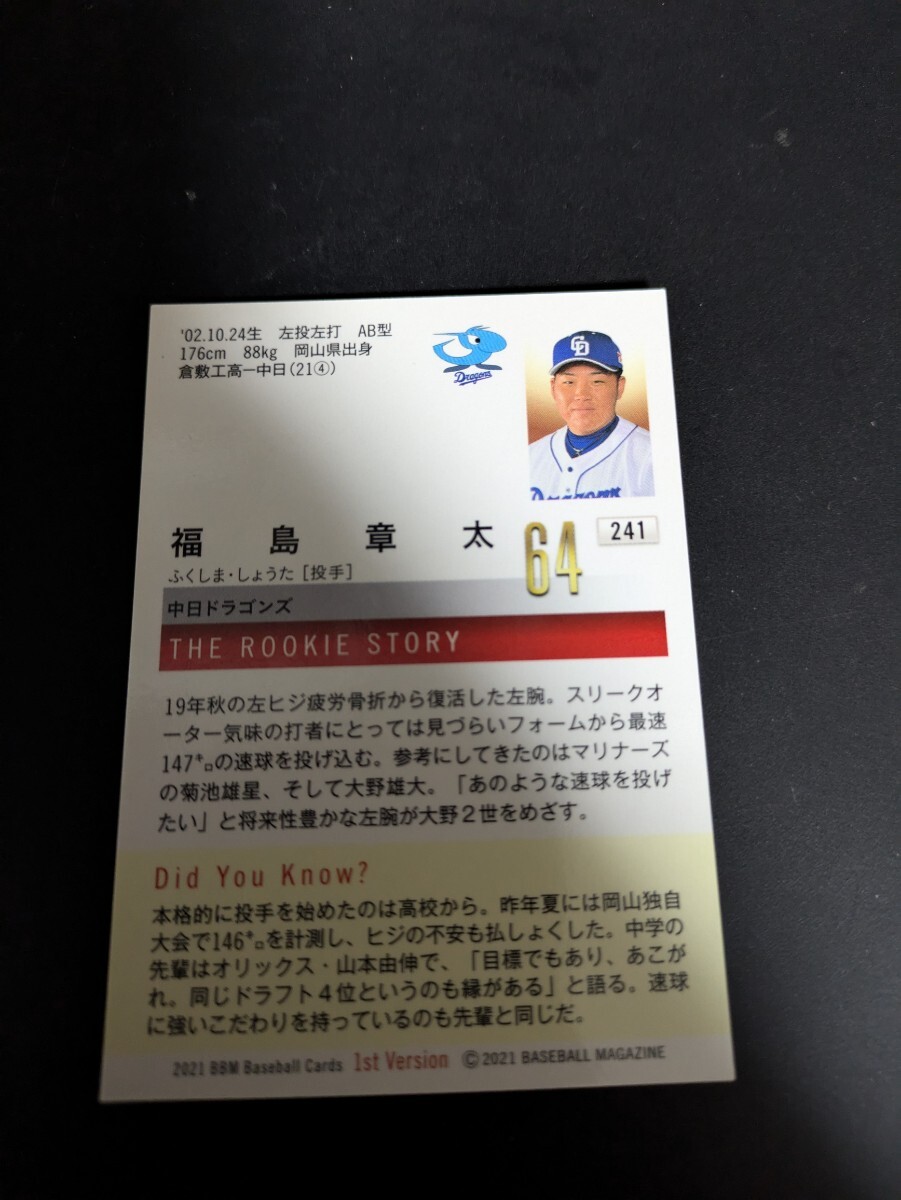 '02.10.24生 左投左打 AB型
176cm 88kg 岡山県出身
倉敷工高―中日(21④)
Dragons
CD
Dragons
福島章太
64
241
ふくしま・しょうた [投手]
中日ドラゴンズ
THE ROOKIE STORY
19年秋の左ヒジ疲労骨折から復活した左腕。スリークオ
ーター気味の打者にとっては見づらいフォームから最速
147㌔の速球を投げ込む。参考にしてきたのはマリナーズ
の菊池雄星、そして大野雄大。「あのような速球を投げ
たい」と将来性豊かな左腕が大野２世をめざす。
Did You Know?
本格的に投手を始めたのは高校から。昨年夏には岡山独自
大会で146㌔を計測し、ヒジの不安も払しょくした。中学の
先輩はオリックス・山本由伸で、「目標でもあり、あこが
れ。同じドラフト４位というのも縁がある」と語る。速球
に強いこだわりを持っているのも先輩と同じだ。
2021 BBM Baseball Cards 1st Version ©2021 BASEBALL MAGAZINE